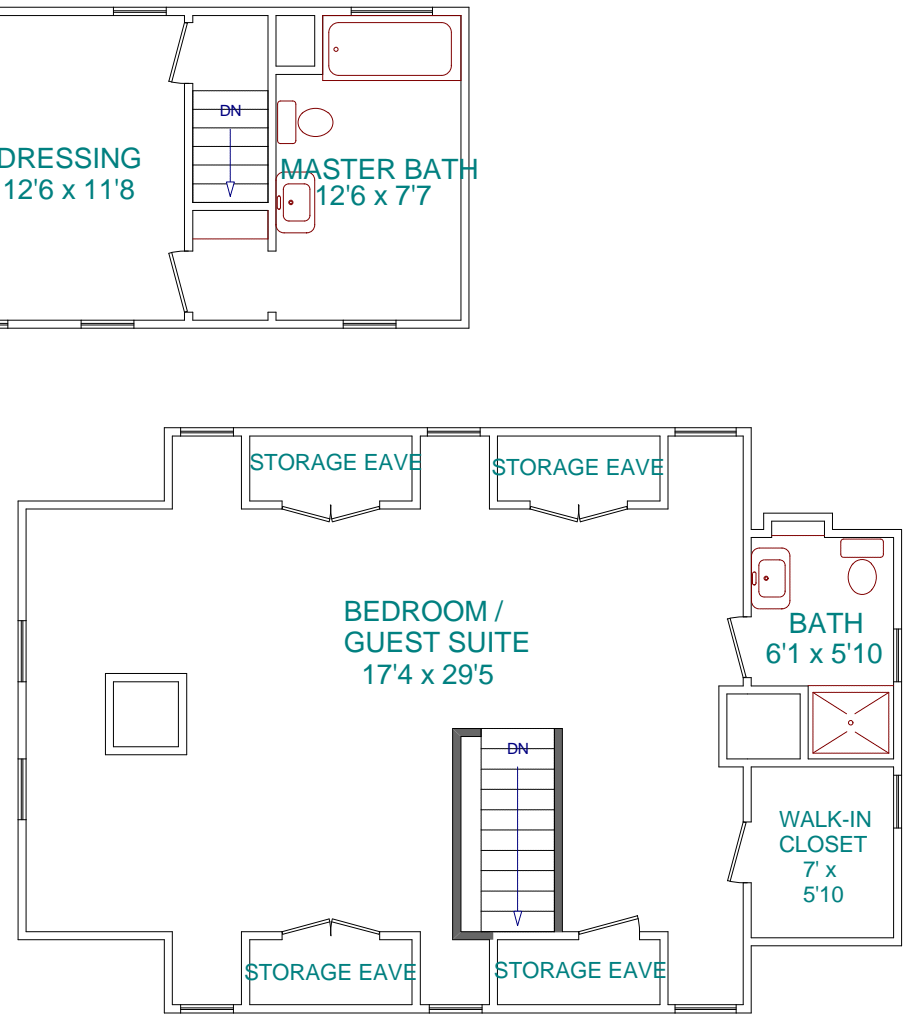 DRESSING
12'6 x 11'8
DN
MASTER BATH
12'6 x 7'7
STORAGE EAVE
STORAGE EAVE
BEDROOM /
GUEST SUITE
17'4 x 29'5
BATH
6'1 x 5'10
DN
WALK-IN
CLOSET
7' x
5'10
STORAGE EAVE
STORAGE EAVE